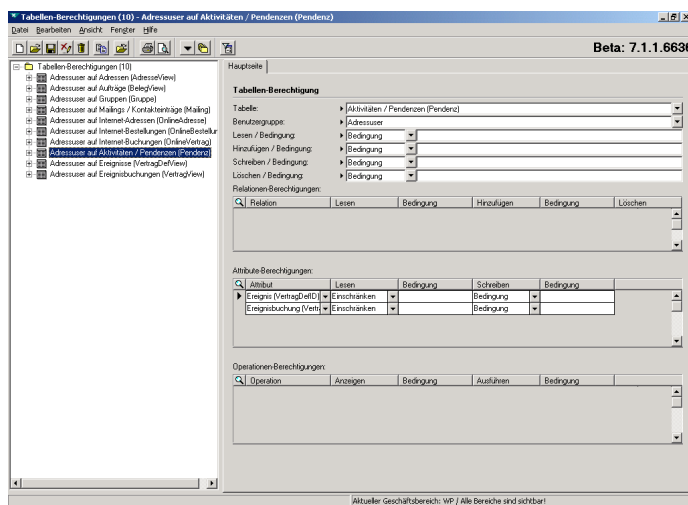 Tabellen-Berechtigungen (10) - Adressuser auf Aktivitäten / Pendenzen (Pendenz)
Datei Bearbeiten Ansicht Fenster Hilfe
Beta: 7.1.1.6636
Tabellen-Berechtigungen (10)
Adressuser auf Adressen (AdresseView)
Adressuser auf Aufträge (BelegView)
Adressuser auf Gruppen (Gruppe)
Adressuser auf Mailings / Kontakteinträge (Mailing)
Adressuser auf Internet-Adressen (OnlineAdresse)
Adressuser auf Internet-Bestellungen (OnlineBestellur
Adressuser auf Internet-Buchungen (OnlineVertrag)
Adressuser auf Aktivitäten / Pendenzen (Pendenz)
Adressuser auf Ereignisse (VertragDefView)
Adressuser auf Ereignisbuchungen (VertragView)
Hauptseite
Tabellen-Berechtigung
Tabelle: Aktivitäten / Pendenzen (Pendenz)
Benutzergruppe: Adressuser
Lesen / Bedingung: Bedingung
Hinzufügen / Bedingung: Bedingung
Schreiben / Bedingung: Bedingung
Löschen / Bedingung: Bedingung
Relationen-Berechtigungen:
Relation Lesen Bedingung Hinzufügen Bedingung Löschen
Attribute-Berechtigungen:
Attribut Lesen Bedingung Schreiben Bedingung
Ereignis (VertragDefID) Einschränken Bedingung
Ereignisbuchung (Vertr Einschränken Bedingung
Operationen-Berechtigungen:
Operation Anzeigen Bedingung Ausführen Bedingung
Aktueller Geschäftsbereich: WP / Alle Bereiche sind sichtbar!